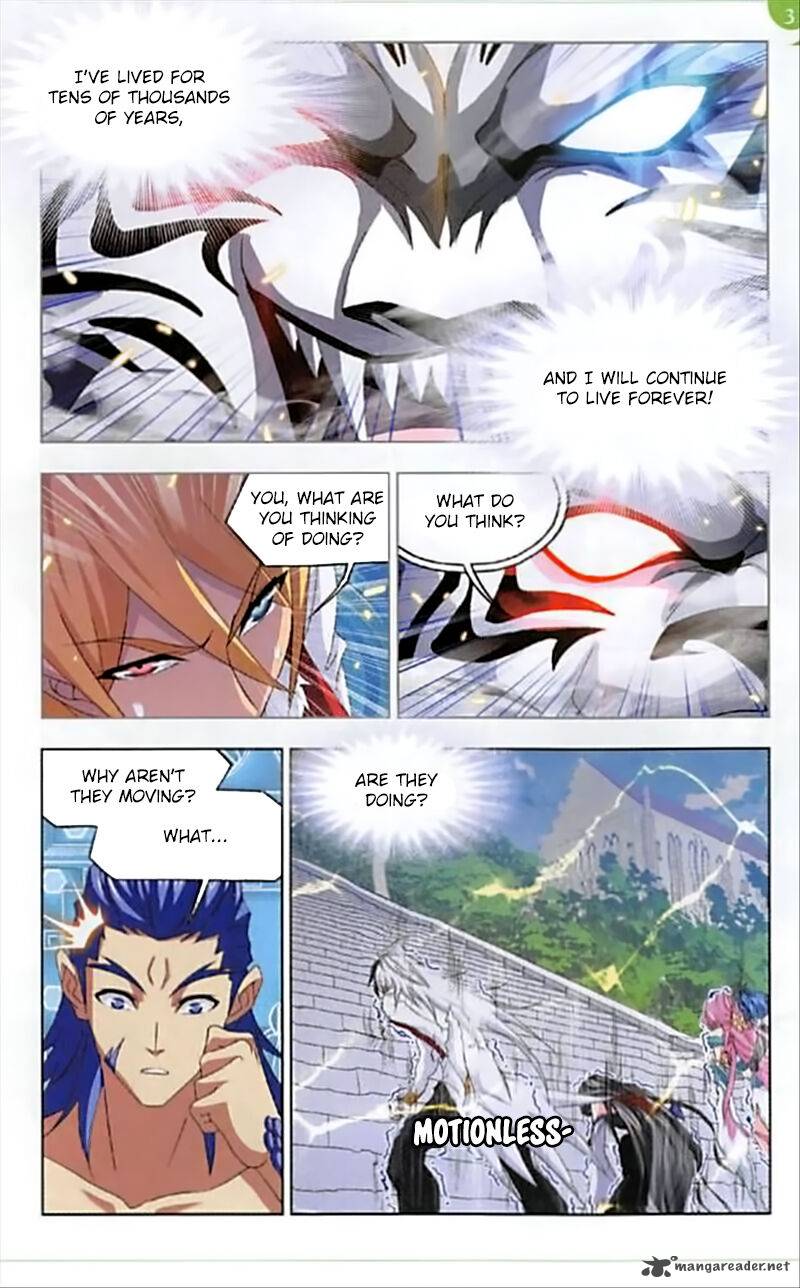 3
I'VE LIVED FOR
TENS OF THOUSANDS
OF YEARS,
AND I WILL CONTINUE
TO LIVE FOREVER!
YOU, WHAT ARE
YOU THINKING
OF DOING?
WHAT DO
YOU THINK?
WHY AREN'T
THEY MOVING?
WHAT...
ARE THEY
DOING?
MOTIONLESS-
mangareader.net